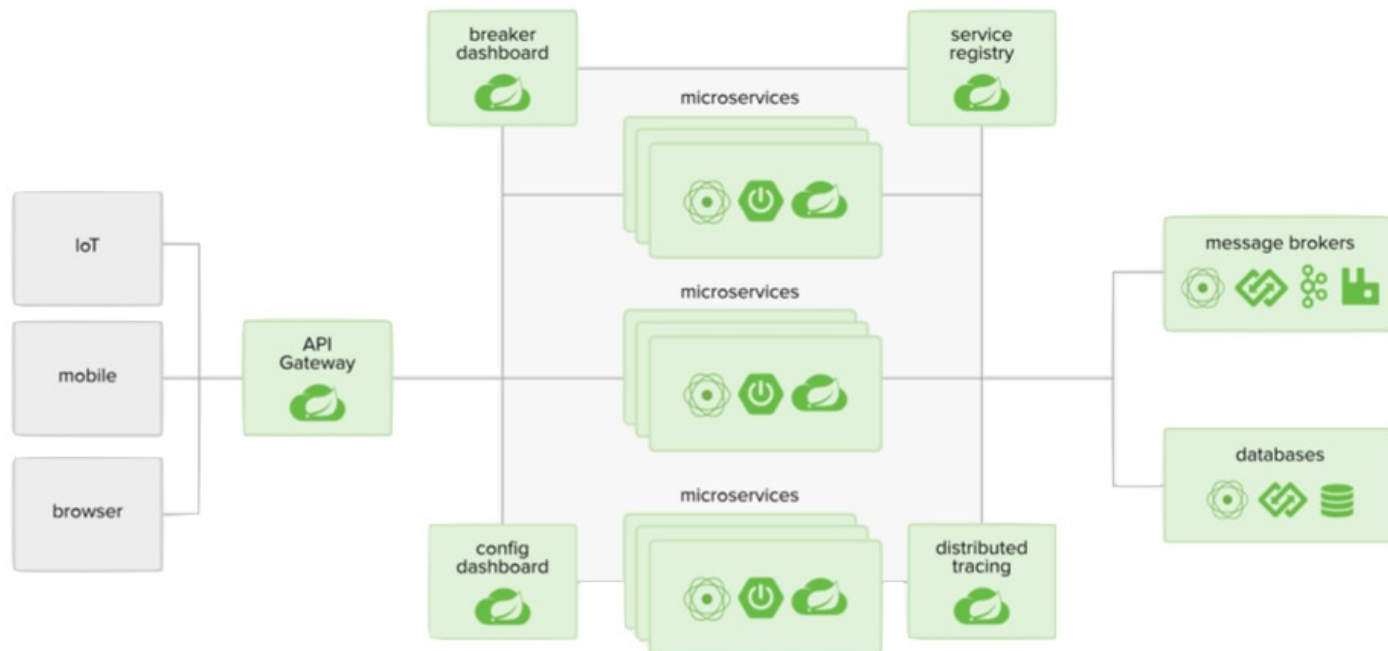 breaker
dashboard
service
registry
microservices
IoT
mobile
browser
API
Gateway
microservices
message brokers
databases
microservices
config
dashboard
distributed
tracing